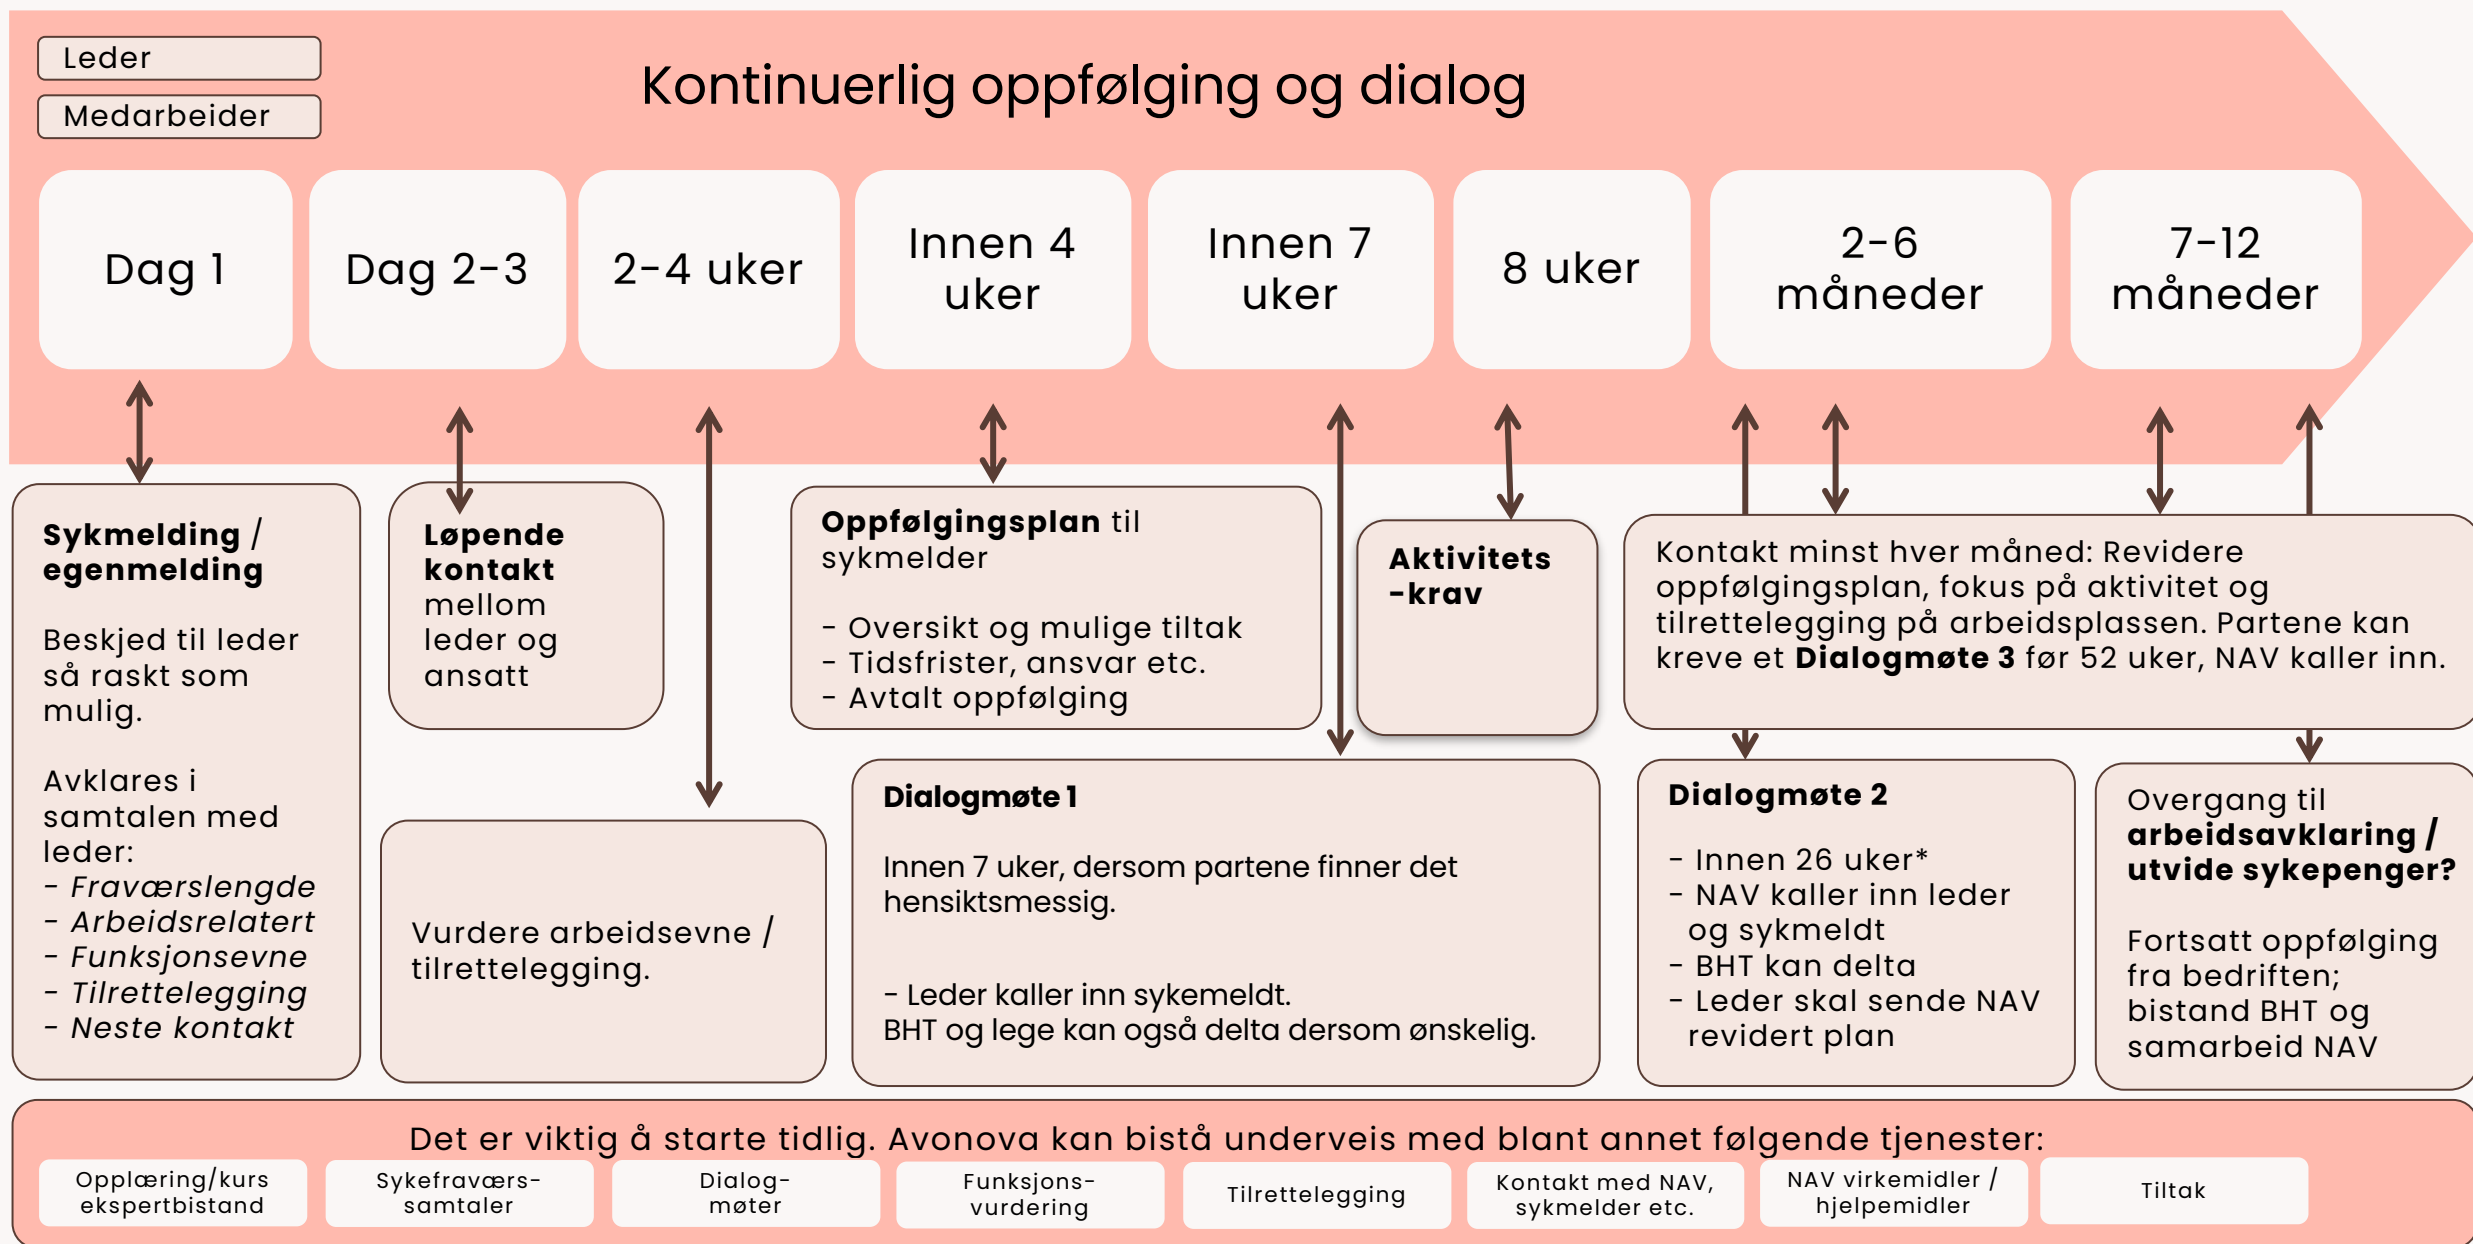 Leder
Medarbeider
Kontinuerlig oppfølging og dialog
Dag 1
Dag 2-3
2-4 uker
Innen 4
uker
Innen 7
uker
8 uker
2-6
måneder
7-12
måneder
Sykmelding /
egenmelding
Beskjed til leder
så raskt som
mulig.
Avklares i
samtalen med
leder:
- Fraværslengde
- Arbeidsrelatert
- Funksjonsevne
- Tilrettelegging
- Neste kontakt
Løpende
kontakt
mellom
leder og
ansatt
Vurdere arbeidsevne /
tilrettelegging.
Oppfølgingsplan til
sykmelder
- Oversikt og mulige tiltak
- Tidsfrister, ansvar etc.
- Avtalt oppfølging
Dialogmøte 1
Innen 7 uker, dersom partene finner det
hensiktsmessig.
- Leder kaller inn sykemeldt.
BHT og lege kan også delta dersom ønskelig.
Aktivitets
-krav
Kontakt minst hver måned: Revidere
oppfølgingsplan, fokus på aktivitet og
tilrettelegging på arbeidsplassen. Partene kan
kreve et Dialogmøte 3 før 52 uker, NAV kaller inn.
Dialogmøte 2
- Innen 26 uker*
- NAV kaller inn leder
og sykmeldt
- BHT kan delta
- Leder skal sende NAV
revidert plan
Overgang til
arbeidsavklaring /
utvide sykepenger?
Fortsatt oppfølging
fra bedriften;
bistand BHT og
samarbeid NAV
Det er viktig å starte tidlig. Avonova kan bistå underveis med blant annet følgende tjenester:
Opplæring/kurs
ekspertbistand
Sykefraværs-
samtaler
Dialog-
møter
Funksjons-
vurdering
Tilrettelegging
Kontakt med NAV,
sykmelder etc.
NAV virkemidler /
hjelpemidler
Tiltak